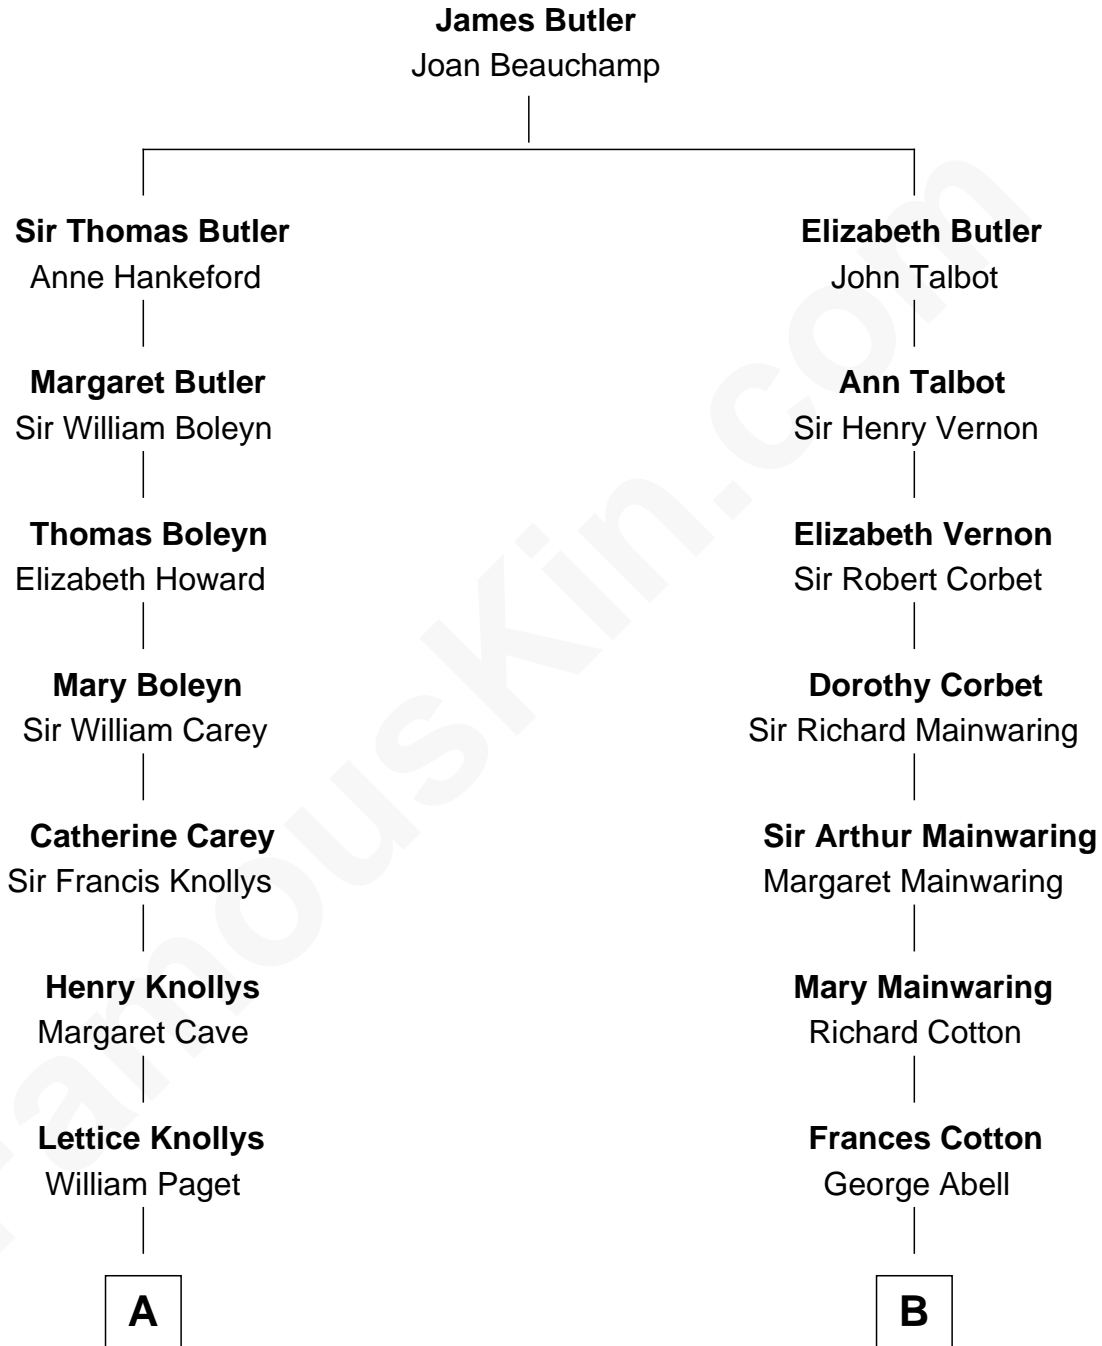 James Butler
Joan Beauchamp
Sir Thomas Butler
Anne Hankeford
Elizabeth Butler
John Talbot
Margaret Butler
Sir William Boleyn
Ann Talbot
Sir Henry Vernon
Thomas Boleyn
Elizabeth Howard
Elizabeth Vernon
Sir Robert Corbet
Mary Boleyn
Sir William Carey
Dorothy Corbet
Sir Richard Mainwaring
Catherine Carey
Sir Francis Knollys
Sir Arthur Mainwaring
Margaret Mainwaring
Henry Knollys
Margaret Cave
Mary Mainwaring
Richard Cotton
Lettice Knollys
William Paget
Frances Cotton
George Abell
A
B
FamousKin.com